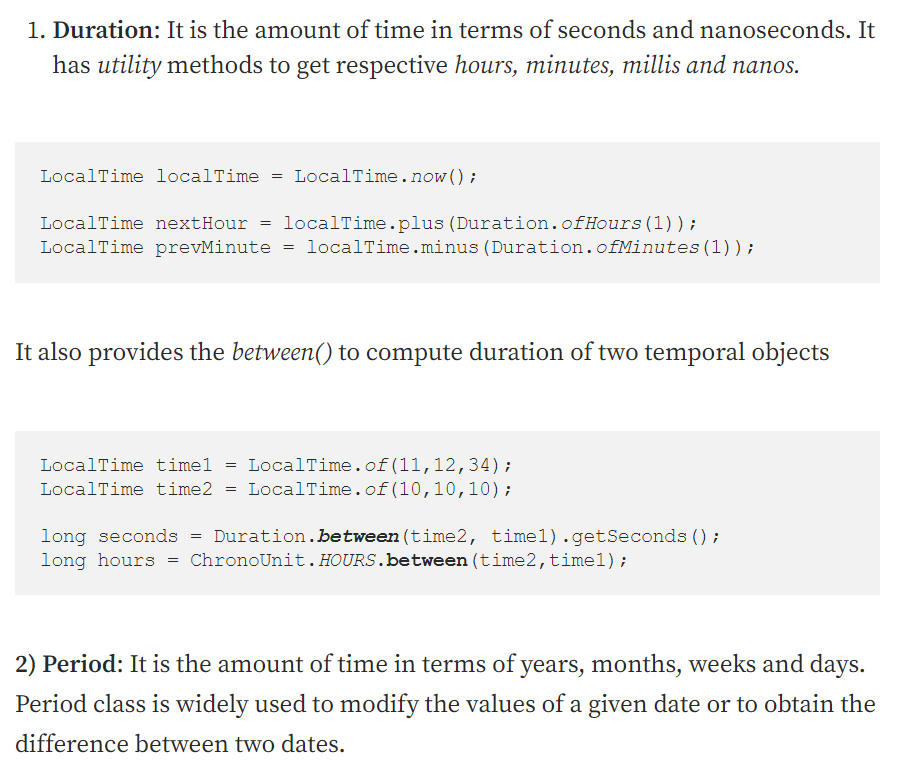 1. Duration: It is the amount of time in terms of seconds and nanoseconds. It
has utility methods to get respective hours, minutes, millis and nanos.
LocalTime localTime = LocalTime.now();
LocalTime nextHour = localTime.plus(Duration.ofHours(1));
LocalTime prevMinute = localTime.minus(Duration.ofMinutes(1));
It also provides the between() to compute duration of two temporal objects
LocalTime time1 = LocalTime.of(11,12,34);
LocalTime time2 = LocalTime.of(10,10,10);
long seconds = Duration.between(time2, time1).getSeconds();
long hours = ChronoUnit.HOURS.between(time2,time1);
2) Period: It is the amount of time in terms of years, months, weeks and days.
Period class is widely used to modify the values of a given date or to obtain the
difference between two dates.